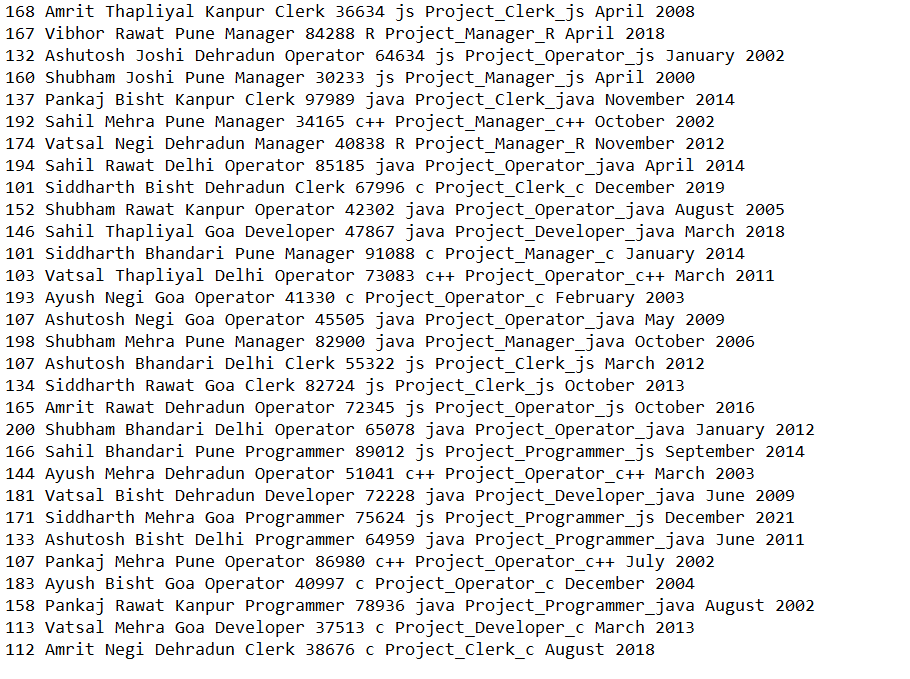 168 Amrit Thapliyal Kanpur Clerk 36634 js Project_Clerk_js April 2008
167 Vibhor Rawat Pune Manager 84288 R Project_Manager_R April 2018
132 Ashutosh Joshi Dehradun Operator 64634 js Project_Operator_js January 2002
160 Shubham Joshi Pune Manager 30233 js Project_Manager_js April 2000
137 Pankaj Bisht Kanpur Clerk 97989 java Project_Clerk_java November 2014
192 Sahil Mehra Pune Manager 34165 c++ Project_Manager_c++ October 2002
174 Vatsal Negi Dehradun Manager 40838 R Project_Manager_R November 2012
194 Sahil Rawat Delhi Operator 85185 java Project_Operator_java April 2014
101 Siddharth Bisht Dehradun Clerk 67996 c Project_Clerk_c December 2019
152 Shubham Rawat Kanpur Operator 42302 java Project_Operator_java August 2005
146 Sahil Thapliyal Goa Developer 47867 java Project_Developer_java March 2018
101 Siddharth Bhandari Pune Manager 91088 c Project_Manager_c January 2014
103 Vatsal Thapliyal Delhi Operator 73083 c++ Project_Operator_c++ March 2011
193 Ayush Negi Goa Operator 41330 c Project_Operator_c February 2003
107 Ashutosh Negi Goa Operator 45505 java Project_Operator_java May 2009
198 Shubham Mehra Pune Manager 82900 java Project_Manager_java October 2006
107 Ashutosh Bhandari Delhi Clerk 55322 js Project_Clerk_js March 2012
134 Siddharth Rawat Goa Clerk 82724 js Project_Clerk_js October 2013
165 Amrit Rawat Dehradun Operator 72345 js Project_Operator_js October 2016
200 Shubham Bhandari Delhi Operator 65078 java Project_Operator_java January 2012
166 Sahil Bhandari Pune Programmer 89012 js Project_Programmer_js September 2014
144 Ayush Mehra Dehradun Operator 51041 c++ Project_Operator_c++ March 2003
181 Vatsal Bisht Dehradun Developer 72228 java Project_Developer_java June 2009
171 Siddharth Mehra Goa Programmer 75624 js Project_Programmer_js December 2021
133 Ashutosh Bisht Delhi Programmer 64959 java Project_Programmer_java June 2011
107 Pankaj Mehra Pune Operator 86980 c++ Project_Operator_c++ July 2002
183 Ayush Bisht Goa Operator 40997 c Project_Operator_c December 2004
158 Pankaj Rawat Kanpur Programmer 78936 java Project_Programmer_java August 2002
113 Vatsal Mehra Goa Developer 37513 c Project_Developer_c March 2013
112 Amrit Negi Dehradun Clerk 38676 c Project_Clerk_c August 2018